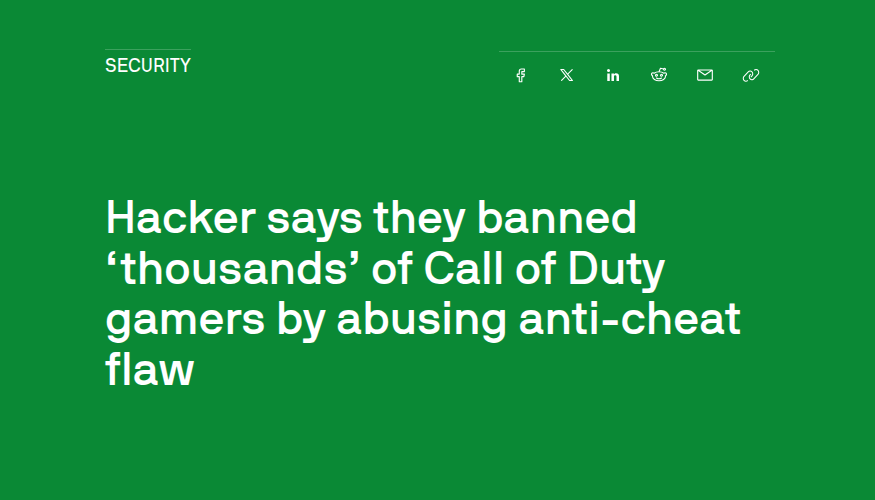 SECURITY
Hacker says they banned
‘thousands’ of Call of Duty
gamers by abusing anti-cheat
flaw